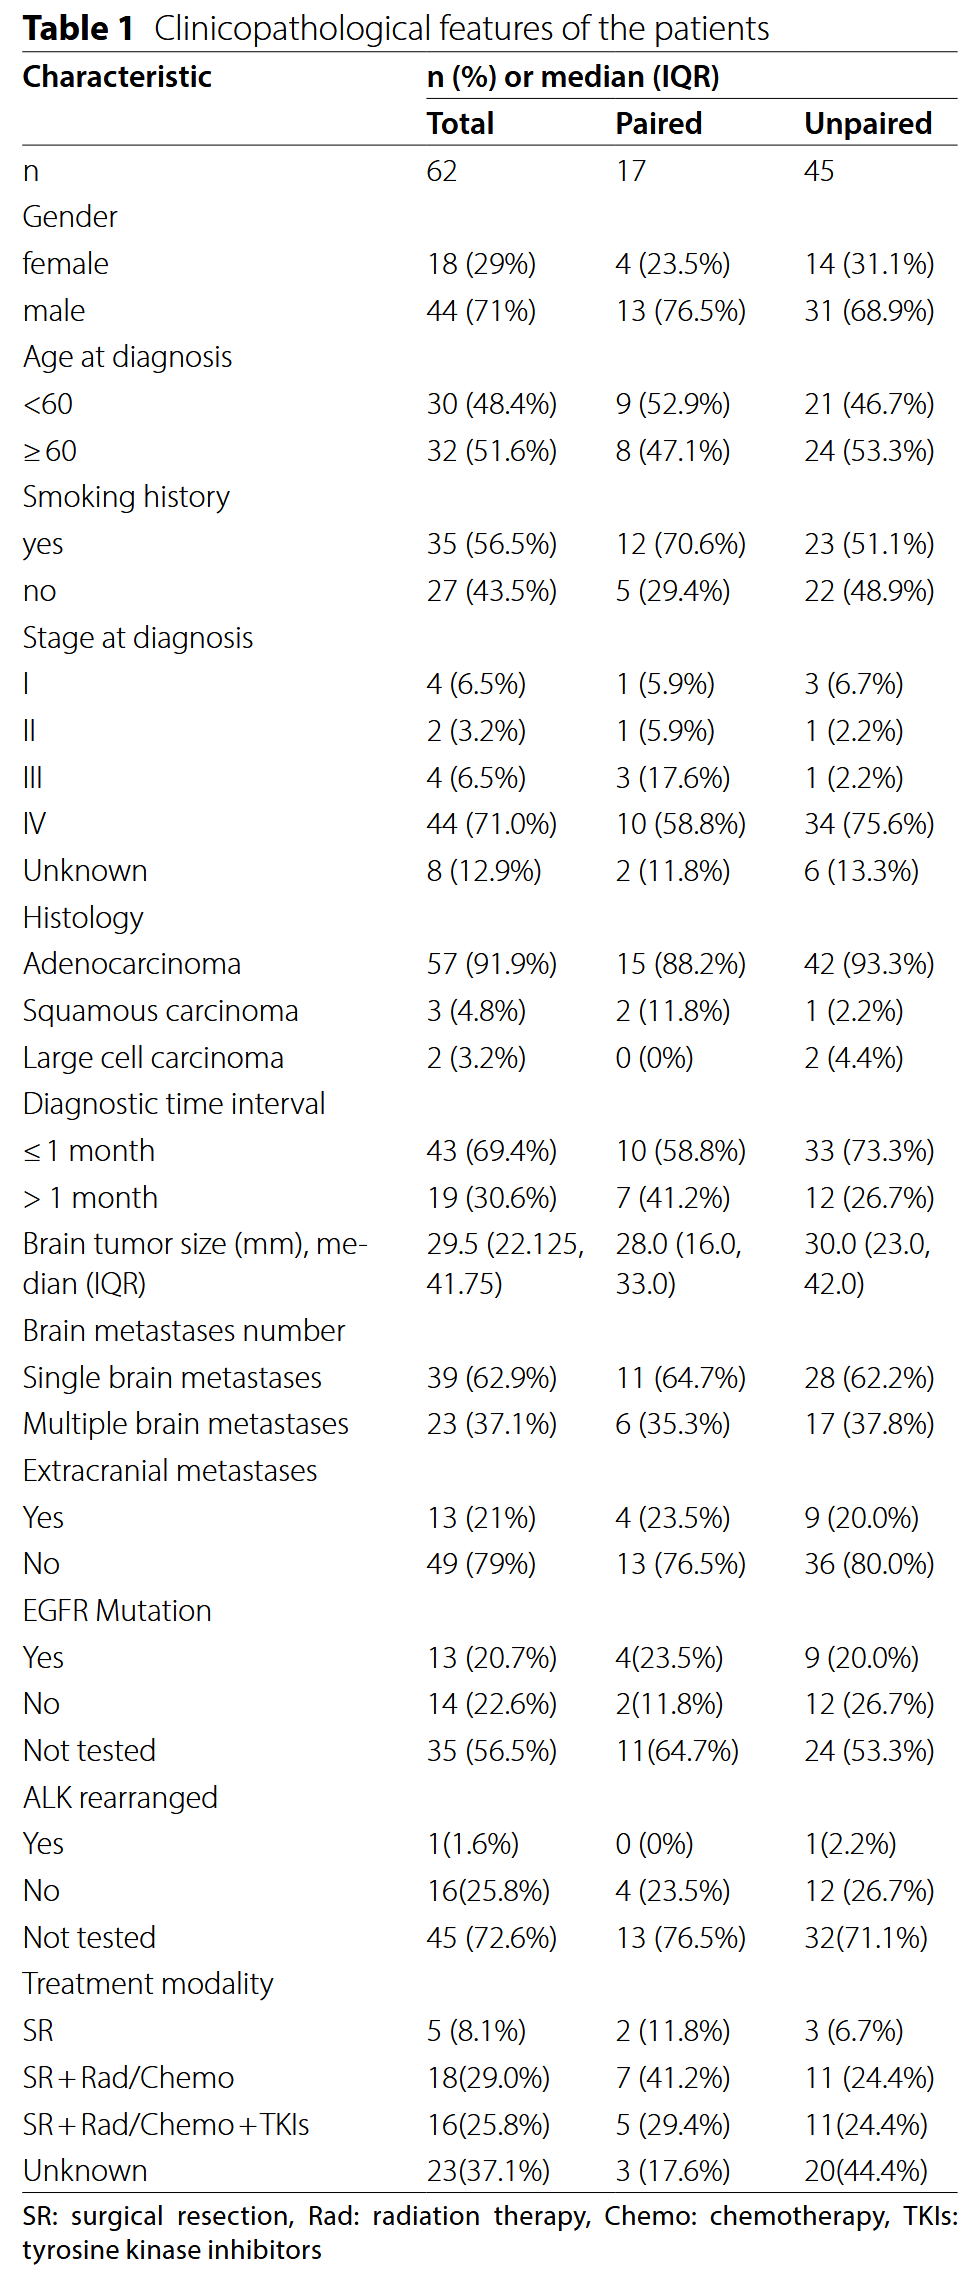 Table 1 Clinicopathological features of the patients
Characteristic n (%) or median (IQR)
Total Paired Unpaired
n 62 17 45
Gender
female 18 (29%) 4 (23.5%) 14 (31.1%)
male 44 (71%) 13 (76.5%) 31 (68.9%)
Age at diagnosis
<60 30 (48.4%) 9 (52.9%) 21 (46.7%)
≥ 60 32 (51.6%) 8 (47.1%) 24 (53.3%)
Smoking history
yes 35 (56.5%) 12 (70.6%) 23 (51.1%)
no 27 (43.5%) 5 (29.4%) 22 (48.9%)
Stage at diagnosis
I 4 (6.5%) 1 (5.9%) 3 (6.7%)
II 2 (3.2%) 1 (5.9%) 1 (2.2%)
III 4 (6.5%) 3 (17.6%) 1 (2.2%)
IV 44 (71.0%) 10 (58.8%) 34 (75.6%)
Unknown 8 (12.9%) 2 (11.8%) 6 (13.3%)
Histology
Adenocarcinoma 57 (91.9%) 15 (88.2%) 42 (93.3%)
Squamous carcinoma 3 (4.8%) 2 (11.8%) 1 (2.2%)
Large cell carcinoma 2 (3.2%) 0 (0%) 2 (4.4%)
Diagnostic time interval
≤ 1 month 43 (69.4%) 10 (58.8%) 33 (73.3%)
> 1 month 19 (30.6%) 7 (41.2%) 12 (26.7%)
Brain tumor size (mm), me- 29.5 (22.125, 28.0 (16.0, 30.0 (23.0,
dian (IQR) 41.75) 33.0) 42.0)
Brain metastases number
Single brain metastases 39 (62.9%) 11 (64.7%) 28 (62.2%)
Multiple brain metastases 23 (37.1%) 6 (35.3%) 17 (37.8%)
Extracranial metastases
Yes 13 (21%) 4 (23.5%) 9 (20.0%)
No 49 (79%) 13 (76.5%) 36 (80.0%)
EGFR Mutation
Yes 13 (20.7%) 4(23.5%) 9 (20.0%)
No 14 (22.6%) 2(11.8%) 12 (26.7%)
Not tested 35 (56.5%) 11(64.7%) 24 (53.3%)
ALK rearranged
Yes 1(1.6%) 0 (0%) 1(2.2%)
No 16(25.8%) 4 (23.5%) 12 (26.7%)
Not tested 45 (72.6%) 13 (76.5%) 32(71.1%)
Treatment modality
SR 5 (8.1%) 2 (11.8%) 3 (6.7%)
SR + Rad/Chemo 18(29.0%) 7 (41.2%) 11 (24.4%)
SR + Rad/Chemo +TKIs 16(25.8%) 5 (29.4%) 11(24.4%)
Unknown 23(37.1%) 3 (17.6%) 20(44.4%)
SR: surgical resection, Rad: radiation therapy, Chemo: chemotherapy, TKIs:
tyrosine kinase inhibitors